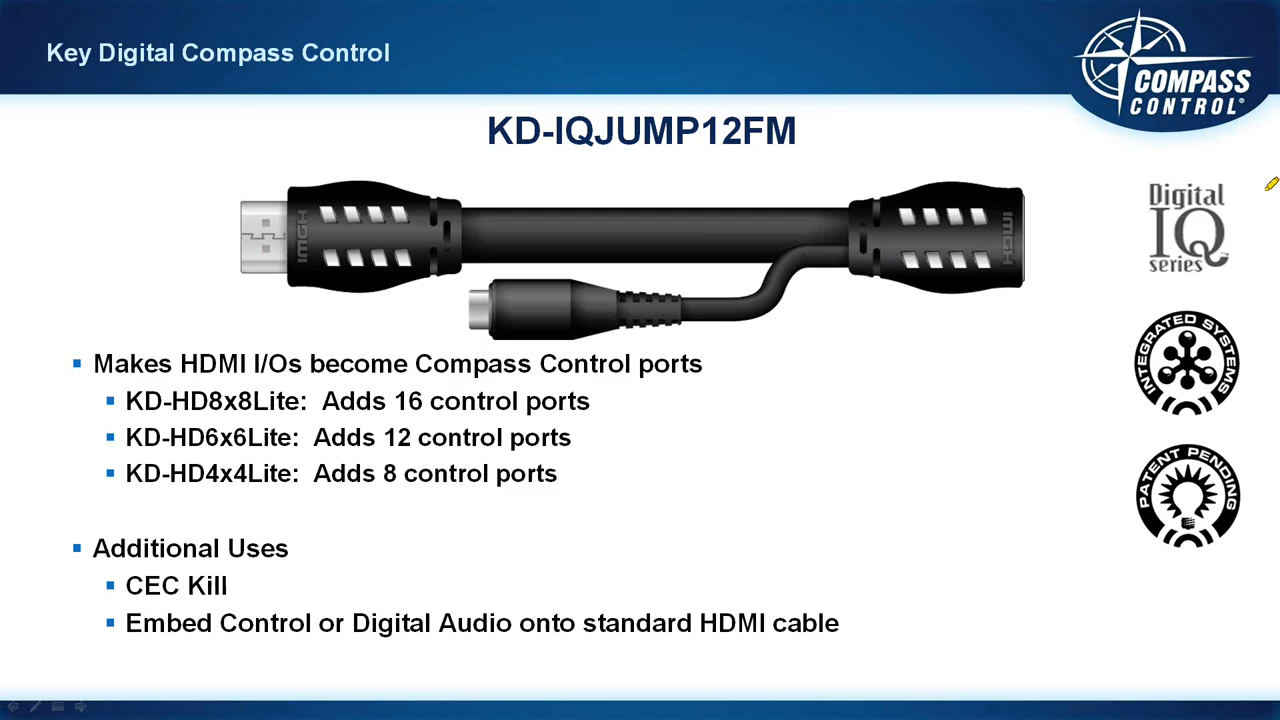 Key Digital Compass Control
COMPASS
CONTROL®
KD-IQJUMP12FM
HDMI
HDMI
Digital
IQ
series
INTEGRATED SYSTEMS
Makes HDMI I/Os become Compass Control ports
KD-HD8x8Lite: Adds 16 control ports
KD-HD6x6Lite: Adds 12 control ports
KD-HD4x4Lite: Adds 8 control ports
PATENT PENDING
Additional Uses
CEC Kill
Embed Control or Digital Audio onto standard HDMI cable